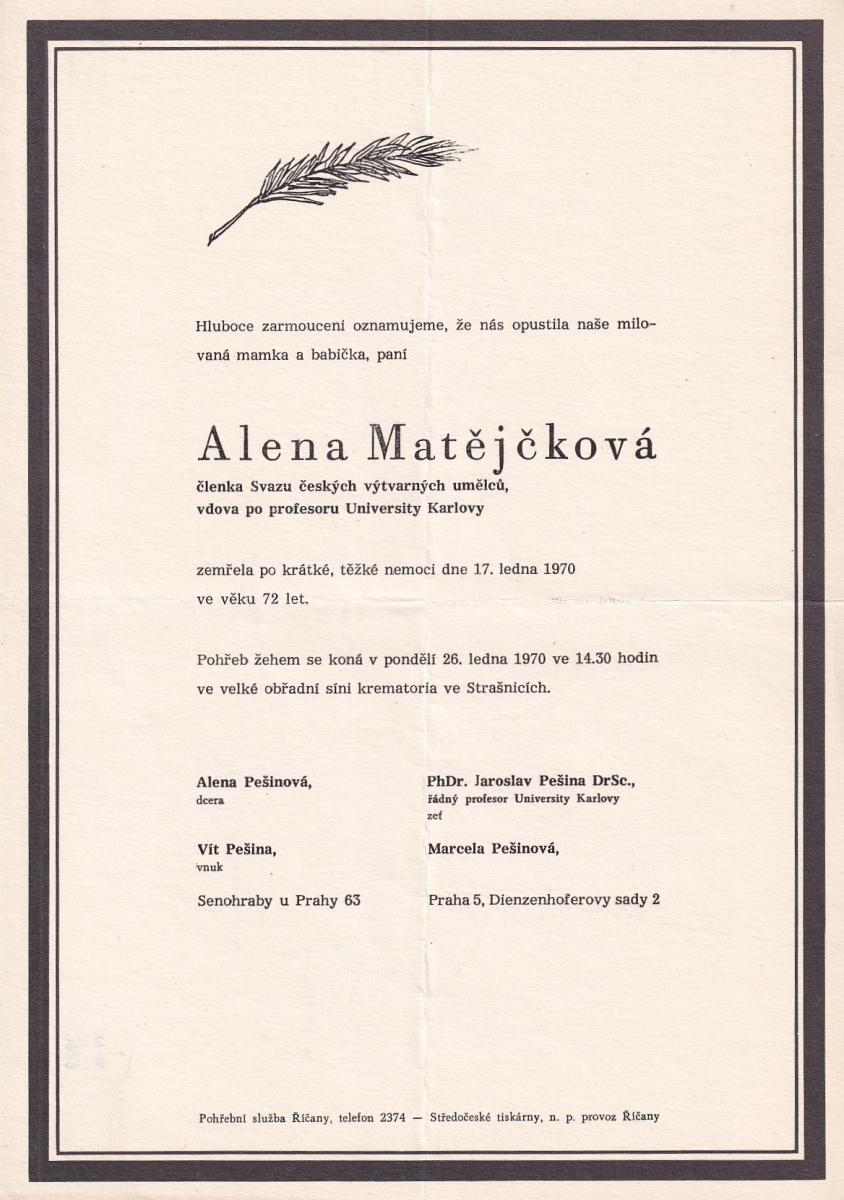 Hluboce zarmouceni oznamujeme, že nás opustila naše milo-
vaná mamka a babička, paní
Alena Matějčková
členka Svazu českých výtvarných umělců,
vdova po profesoru University Karlovy
zemřela po krátké, těžké nemoci dne 17. ledna 1970
ve věku 72 let.
Pohřeb žehem se koná v pondělí 26. ledna 1970 ve 14.30 hodin
ve velké obřadní síni krematoria ve Strašnicích.
Alena Pešinová,
dcera
PhDr. Jaroslav Pešina DrSc.,
řádný profesor University Karlovy
zeť
Vít Pešina,
vnuk
Marcela Pešinová,
Senohraby u Prahy 63
Praha 5, Dienzenhoferovy sady 2
Pohřební služba Říčany, telefon 2374 — Středočeské tiskárny, n. p. provoz Říčany